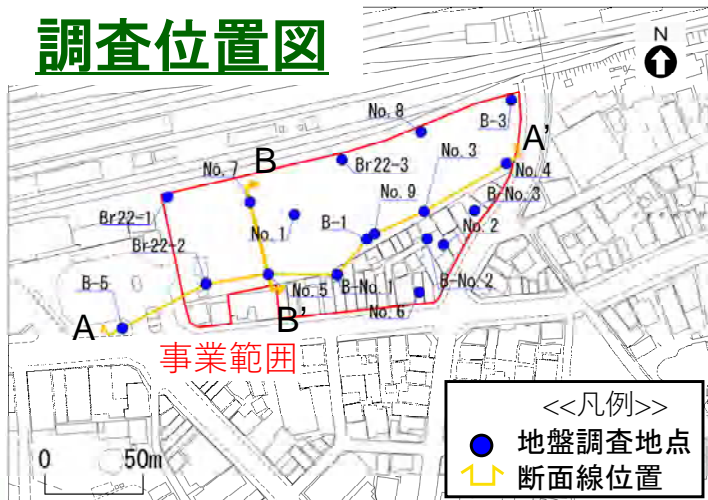 調査位置図
N
No. 8
B-3
A'
No. 7
B
No. 3
Br22-3
No. 4
No. 9
B-No. 3
Br22-1
No. 1
B-1
No. 2
Br22-2
B-No. 2
B-5
No. 5
B-No. 1
A
B'
No. 6
事業範囲
<<凡例>>
地盤調査地点
断面線位置
0 50m